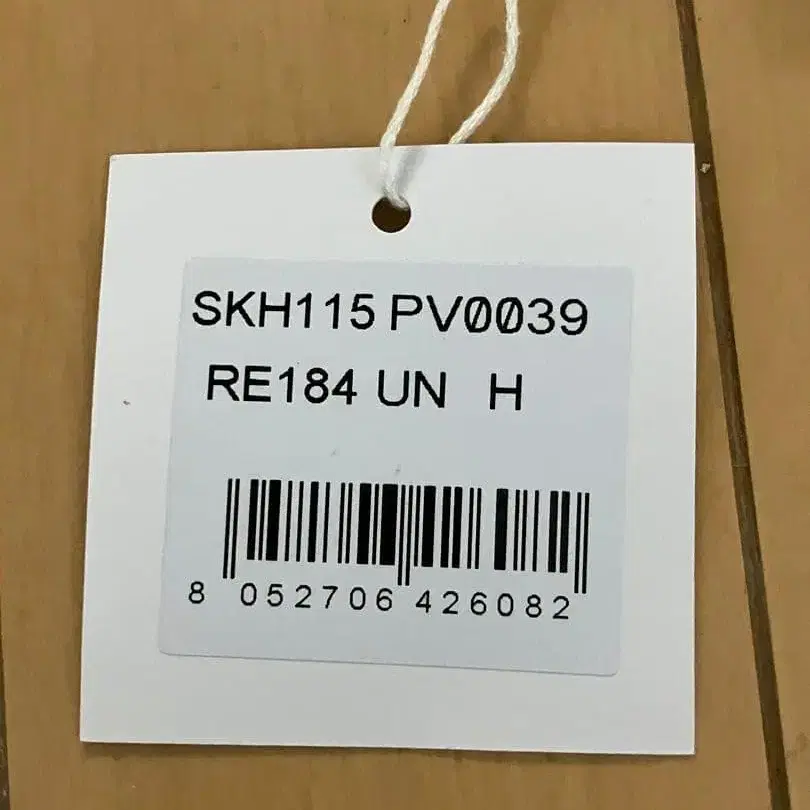 SKH115 PV0039
RE184 UN H
8 052706 426082